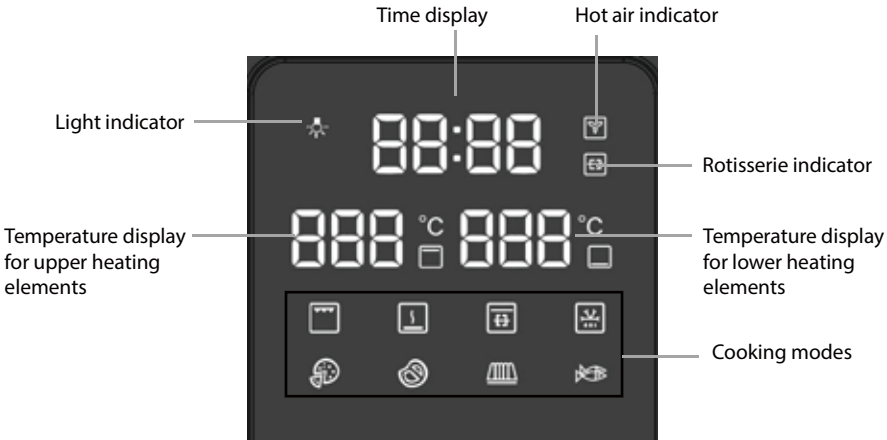 Time display
Hot air indicator
Light indicator
88:88
Rotisserie indicator
Temperature display
for upper heating
elements
888 °C
888 °C
Temperature display
for lower heating
elements
Cooking modes